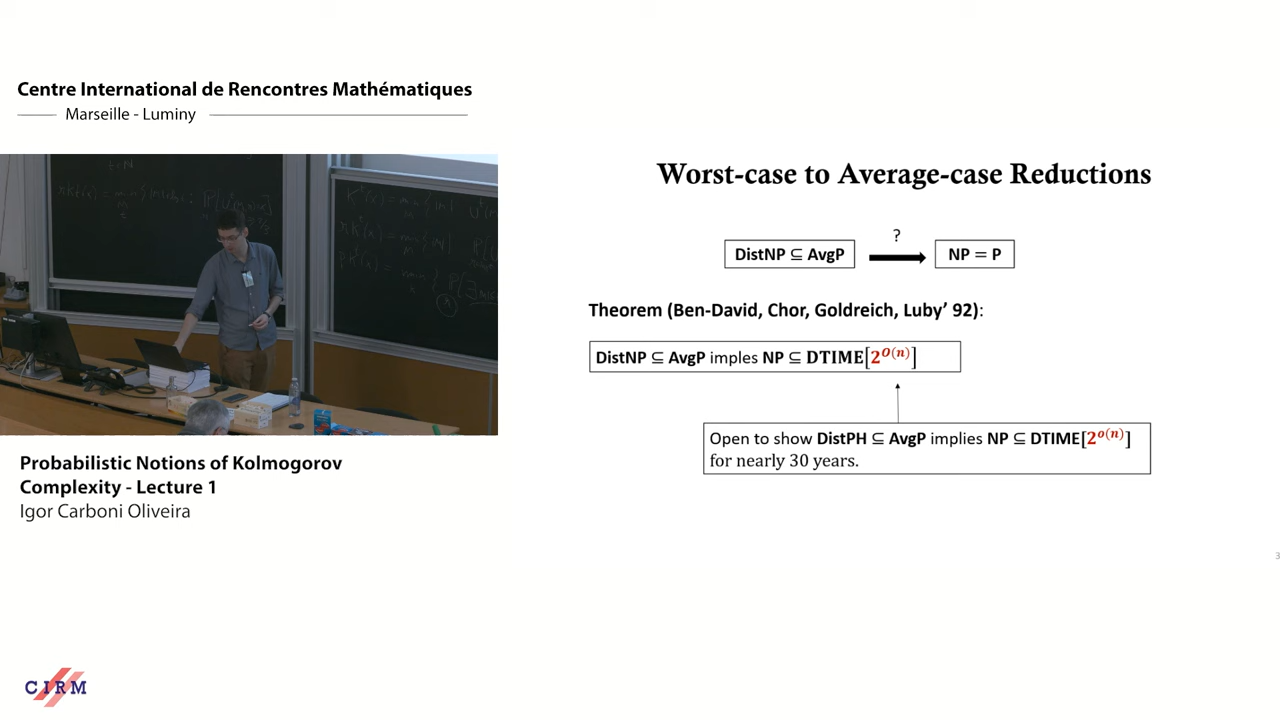 Centre International de Rencontres Mathématiques
Marseille - Luminy
Probabilistic Notions of Kolmogorov
Complexity - Lecture 1
Igor Carboni Oliveira
CIRM
Worst-case to Average-case Reductions
?
DistNP ⊆ AvgP
NP = P
Theorem (Ben-David, Chor, Goldreich, Luby’ 92):
DistNP ⊆ AvgP imples NP ⊆ DTIME[2^{O(n)}]
Open to show DistPH ⊆ AvgP implies NP ⊆ DTIME[2^{o(n)}]
for nearly 30 years.
3